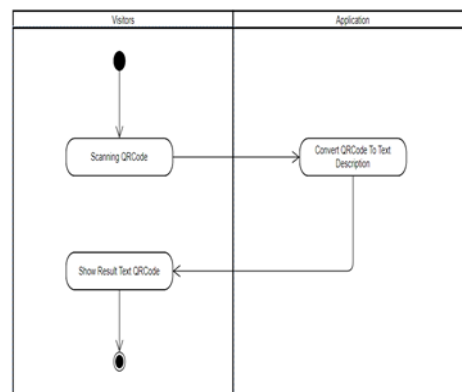 Visitors
Application
Scanning QRCode
Convert QRCode To Text
Description
Show Result Text QRCode